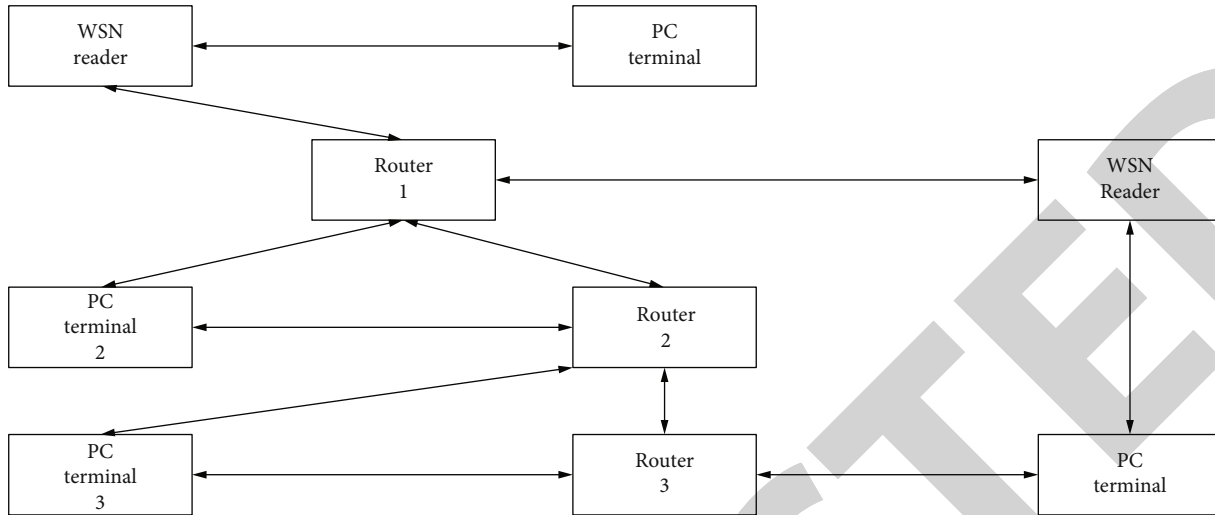 WSN
reader
PC
terminal
Router
1
WSN
Reader
PC
terminal
2
Router
2
PC
terminal
3
Router
3
PC
terminal